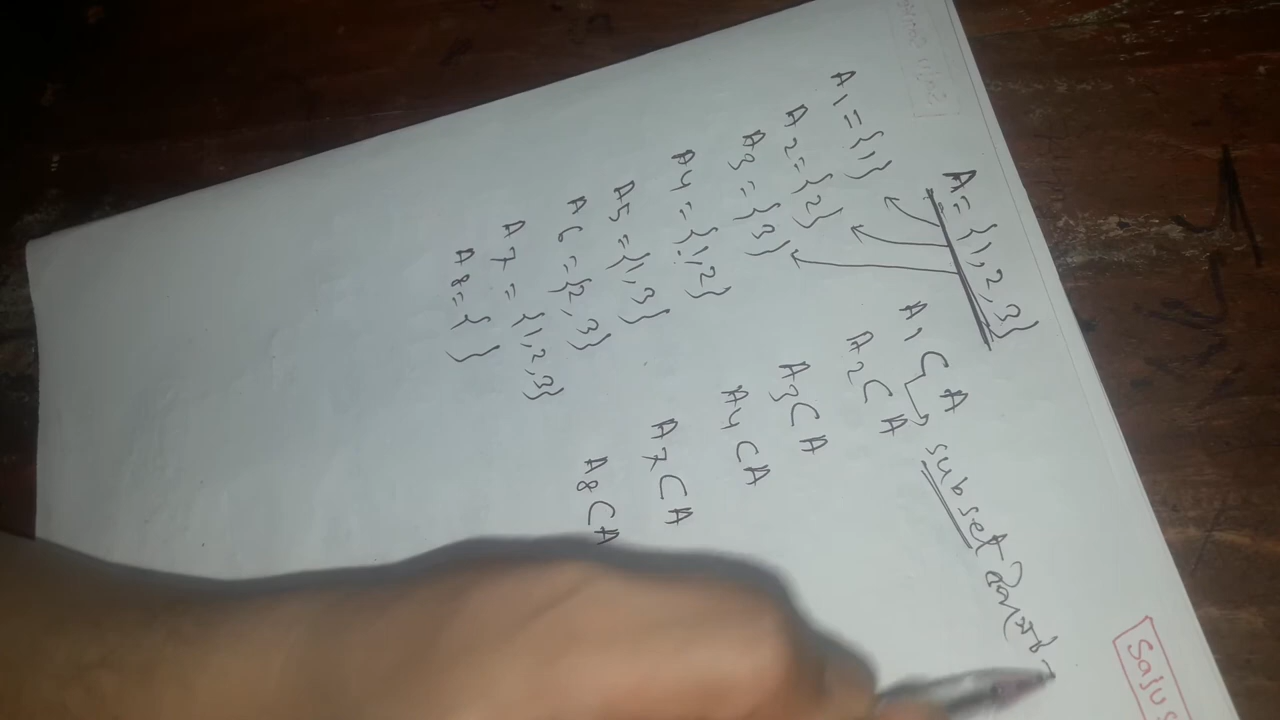 A = {1, 2, 3}
A1 = {1}
A2 = {2}
A3 = {3}
A4 = {1, 2}
A5 = {1, 3}
A6 = {2, 3}
A7 = {1, 2, 3}
A8 = { }
A1 ⊂ A
subset
A2 ⊂ A
A3 ⊂ A
A4 ⊂ A
A7 ⊂ A
A8 ⊂ A